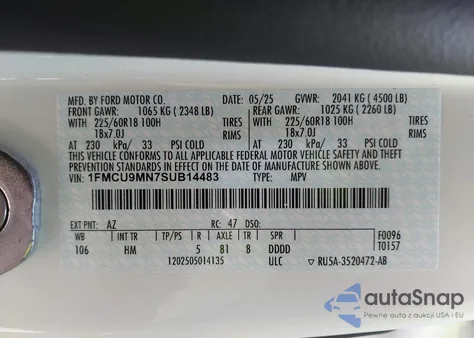 MFD. BY FORD MOTOR CO.
05/25 GVWR: 2041 KG ( 4500 LB)
FRONT GAWR: 1065 KG ( 2348 LB)
REAR GAWR: 1025 KG ( 2260 LB)
WITH 225/60R18 100H TIRES
WITH 225/60R18 100H TIRES
18x7.0J RIMS
18x7.0J RIMS
AT 230 kPa/ 33 PSI COLD
AT 230 kPa/ 33 PSI COLD
THIS VEHICLE CONFORMS TO ALL APPLICABLE FEDERAL MOTOR VEHICLE SAFETY, BUMPER, AND THEFT PREVENTION STANDARDS IN EFFECT ON THE DATE OF MANUFACTURE SHOWN ABOVE.
VIN: 1FMCU9MN7SUB14483
TYPE: MPV
EXT PNT: AZ RC: 47 DSO: F0096
WB INT TR TP/PS R AXLE TR SPR T0157
106 HM 5 81 8 DDDD
1202505014135 ULC ▽ RU5A-3520472-AB
autoSnap
Pewne auta z aukcji USA i EU